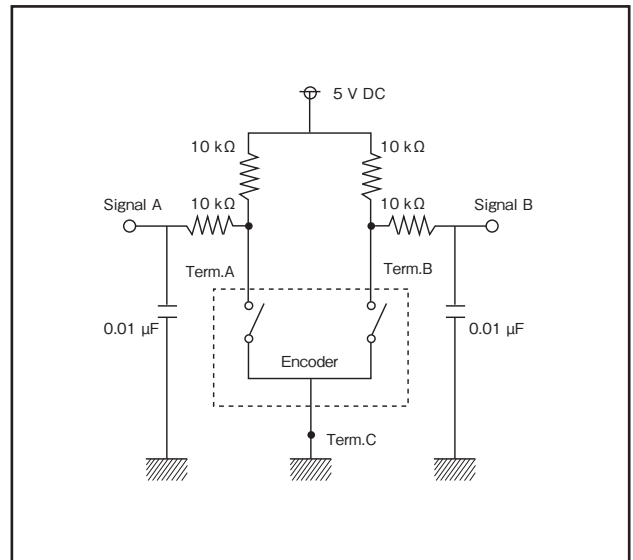 5 V DC
10 kΩ
10 kΩ
10 kΩ
10 kΩ
Signal A
Signal B
Term.A
Term.B
0.01 µF
0.01 µF
Encoder
Term.C